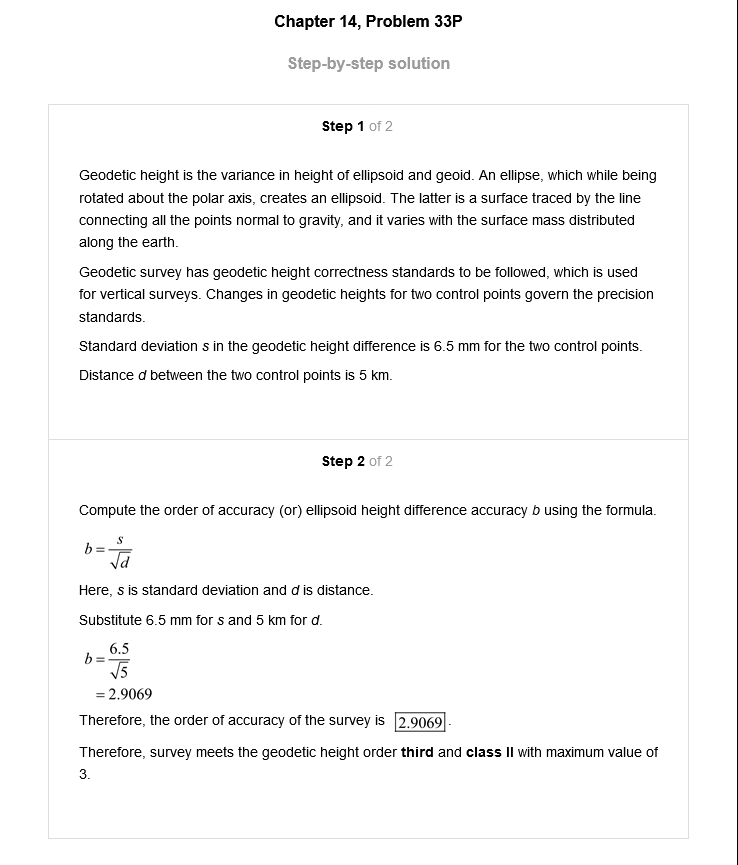 Chapter 14, Problem 33P
Step-by-step solution
Step 1 of 2
Geodetic height is the variance in height of ellipsoid and geoid. An ellipse, which while being
rotated about the polar axis, creates an ellipsoid. The latter is a surface traced by the line
connecting all the points normal to gravity, and it varies with the surface mass distributed
along the earth.
Geodetic survey has geodetic height correctness standards to be followed, which is used
for vertical surveys. Changes in geodetic heights for two control points govern the precision
standards.
Standard deviation s in the geodetic height difference is 6.5 mm for the two control points.
Distance d between the two control points is 5 km.
Step 2 of 2
Compute the order of accuracy (or) ellipsoid height difference accuracy b using the formula.
b = s/√d
Here, s is standard deviation and d is distance.
Substitute 6.5 mm for s and 5 km for d.
b = 6.5/√5
= 2.9069
Therefore, the order of accuracy of the survey is 2.9069.
Therefore, survey meets the geodetic height order third and class II with maximum value of
3.